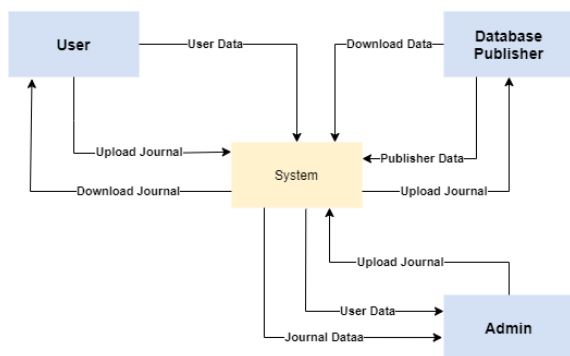 User
User Data
Download Data
Database
Publisher
Upload Journal
Publisher Data
System
Download Journal
Upload Journal
Upload Journal
User Data
Journal Dataa
Admin